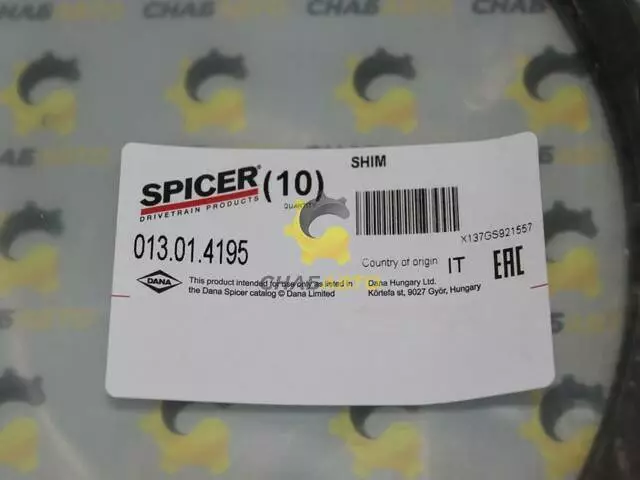 SHIM
SPICER® (10)
DRIVETRAIN PRODUCTS
QUANTITY
X137GS921557
013.01.4195
Country of origin IT EAC
DANA
This product intended for use only as listed in
the Dana Spicer catalog © Dana Limited
Dana Hungary Ltd.
Körtefa st, 9027 Győr, Hungary
СНАБАВТО